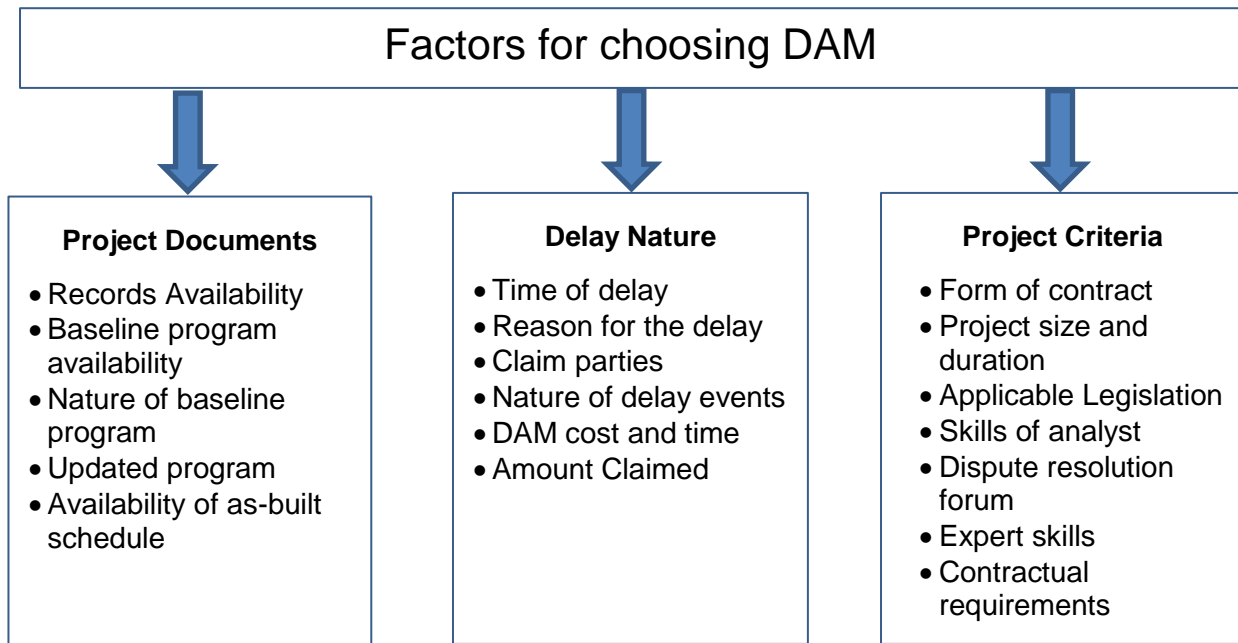 Factors for choosing DAM
Project Documents
• Records Availability
• Baseline program
availability
• Nature of baseline
program
• Updated program
• Availability of as-built
schedule
Delay Nature
• Time of delay
• Reason for the delay
• Claim parties
• Nature of delay events
• DAM cost and time
• Amount Claimed
Project Criteria
• Form of contract
• Project size and
duration
• Applicable Legislation
• Skills of analyst
• Dispute resolution
forum
• Expert skills
• Contractual
requirements